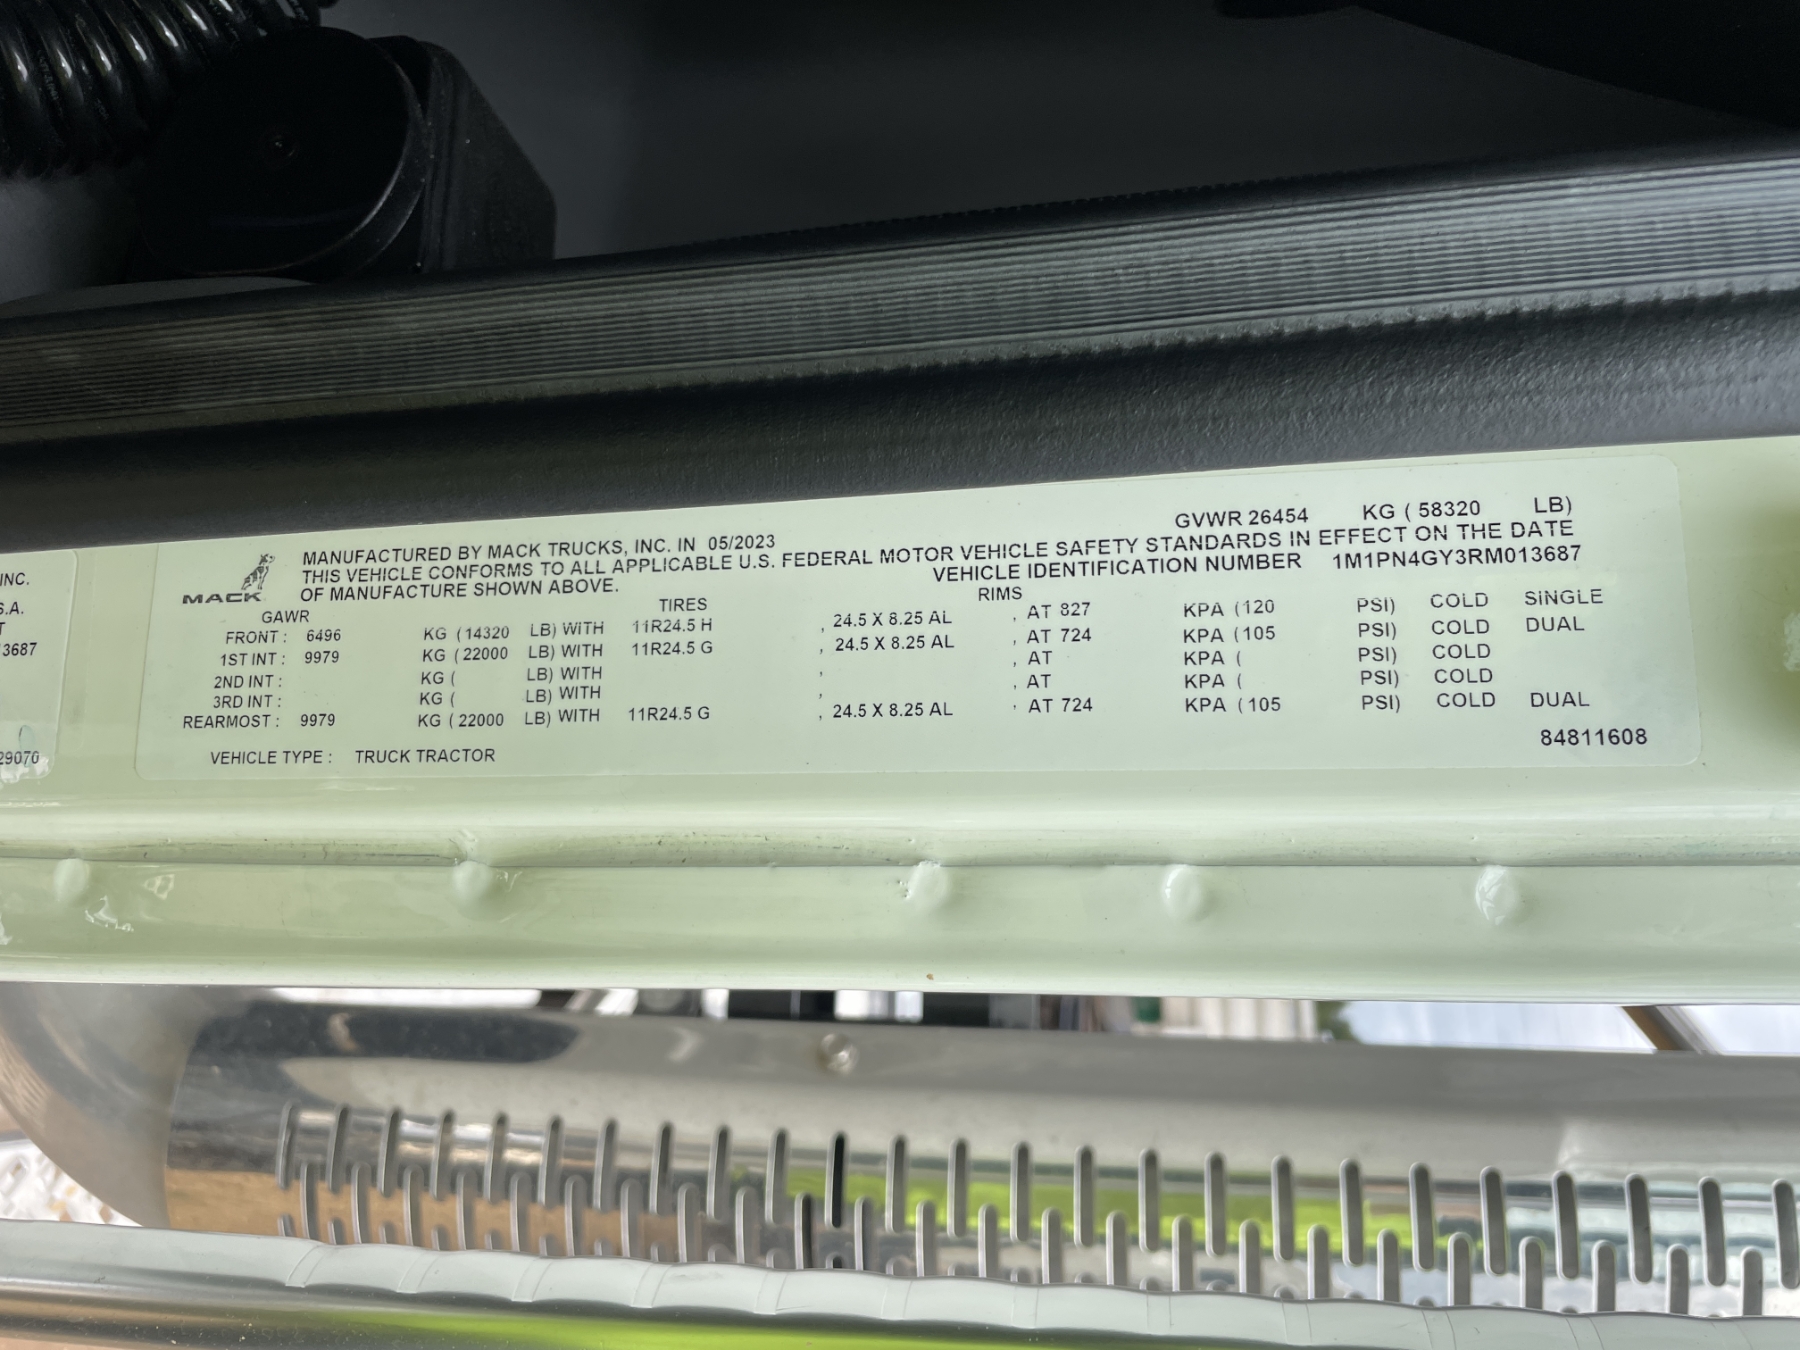 GVWR 26454 KG ( 58320 LB)
MANUFACTURED BY MACK TRUCKS, INC. IN 05/2023
THIS VEHICLE CONFORMS TO ALL APPLICABLE U.S. FEDERAL MOTOR VEHICLE SAFETY STANDARDS IN EFFECT ON THE DATE
OF MANUFACTURE SHOWN ABOVE. VEHICLE IDENTIFICATION NUMBER 1M1PN4GY3RM013687
MACK
GAWR TIRES RIMS
FRONT : 6496 KG ( 14320 LB) WITH 11R24.5 H , 24.5 X 8.25 AL , AT 827 KPA (120 PSI) COLD SINGLE
1ST INT : 9979 KG ( 22000 LB) WITH 11R24.5 G , 24.5 X 8.25 AL , AT 724 KPA (105 PSI) COLD DUAL
2ND INT : KG ( LB) WITH , , AT KPA ( PSI) COLD
3RD INT : KG ( LB) WITH , , AT KPA ( PSI) COLD
REARMOST : 9979 KG ( 22000 LB) WITH 11R24.5 G , 24.5 X 8.25 AL , AT 724 KPA (105 PSI) COLD DUAL
VEHICLE TYPE : TRUCK TRACTOR
84811608
INC.
S.A.
3687
29070